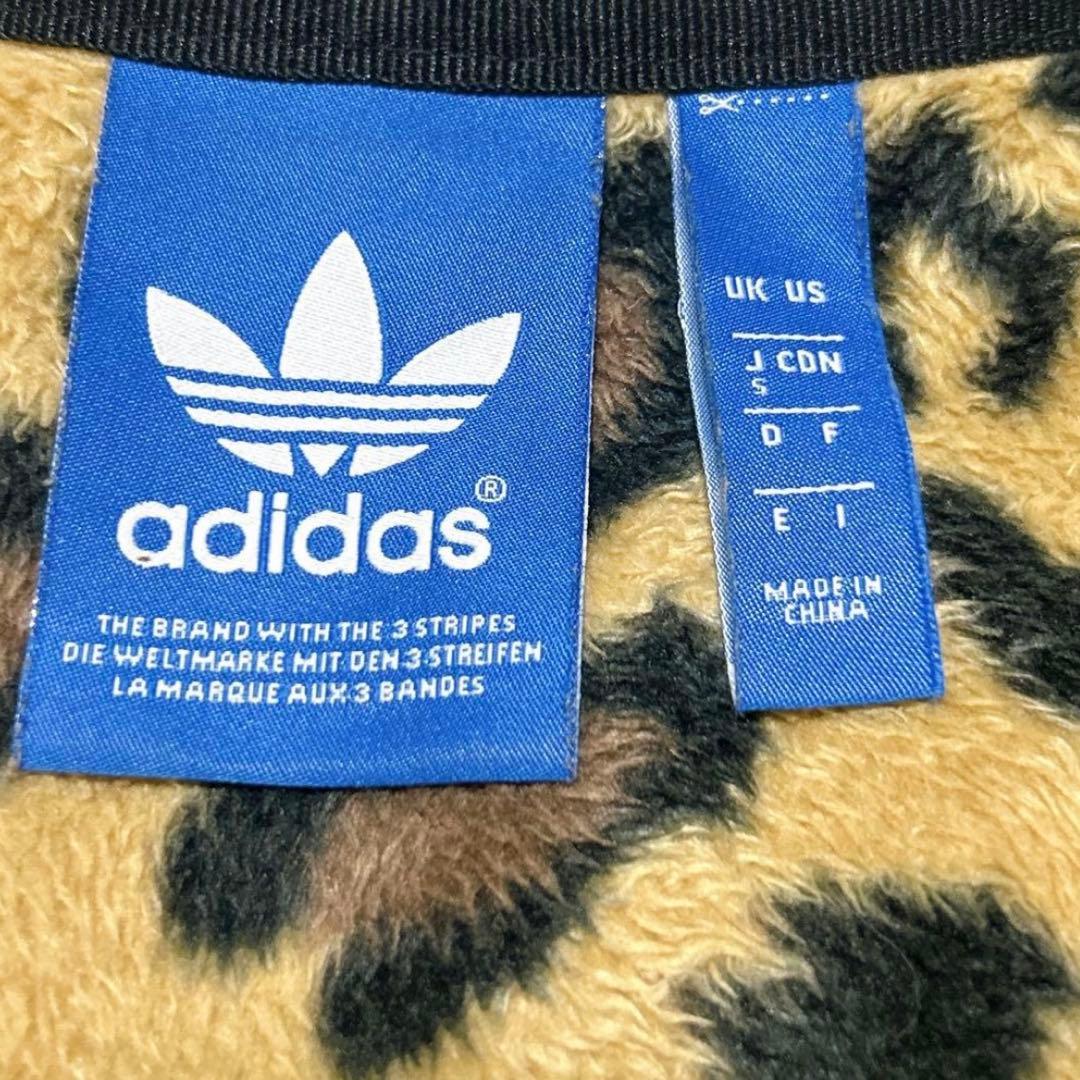 adidas®
THE BRAND WITH THE 3 STRIPES
DIE WELTMARKE MIT DEN 3 STREIFEN
LA MARQUE AUX 3 BANDES
UK US
J CDN
S
D F
E I
MADE IN
CHINA